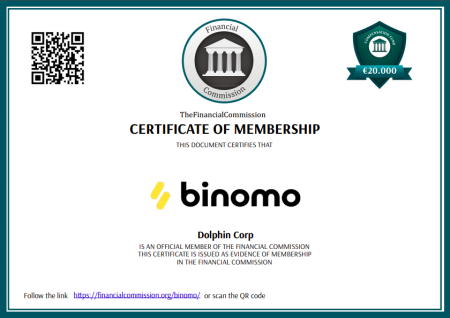 Financial
Commission
COMPENSATION FUND
€20.000
TheFinancialCommission
CERTIFICATE OF MEMBERSHIP
THIS DOCUMENT CERTIFIES THAT
binomo
Dolphin Corp
IS AN OFFICIAL MEMBER OF THE FINANCIAL COMMISSION
THIS CERTIFICATE IS ISSUED AS EVIDENCE OF MEMBERSHIP
IN THE FINANCIAL COMMISSION
Follow the link https://financialcommission.org/binomo/ or scan the QR code